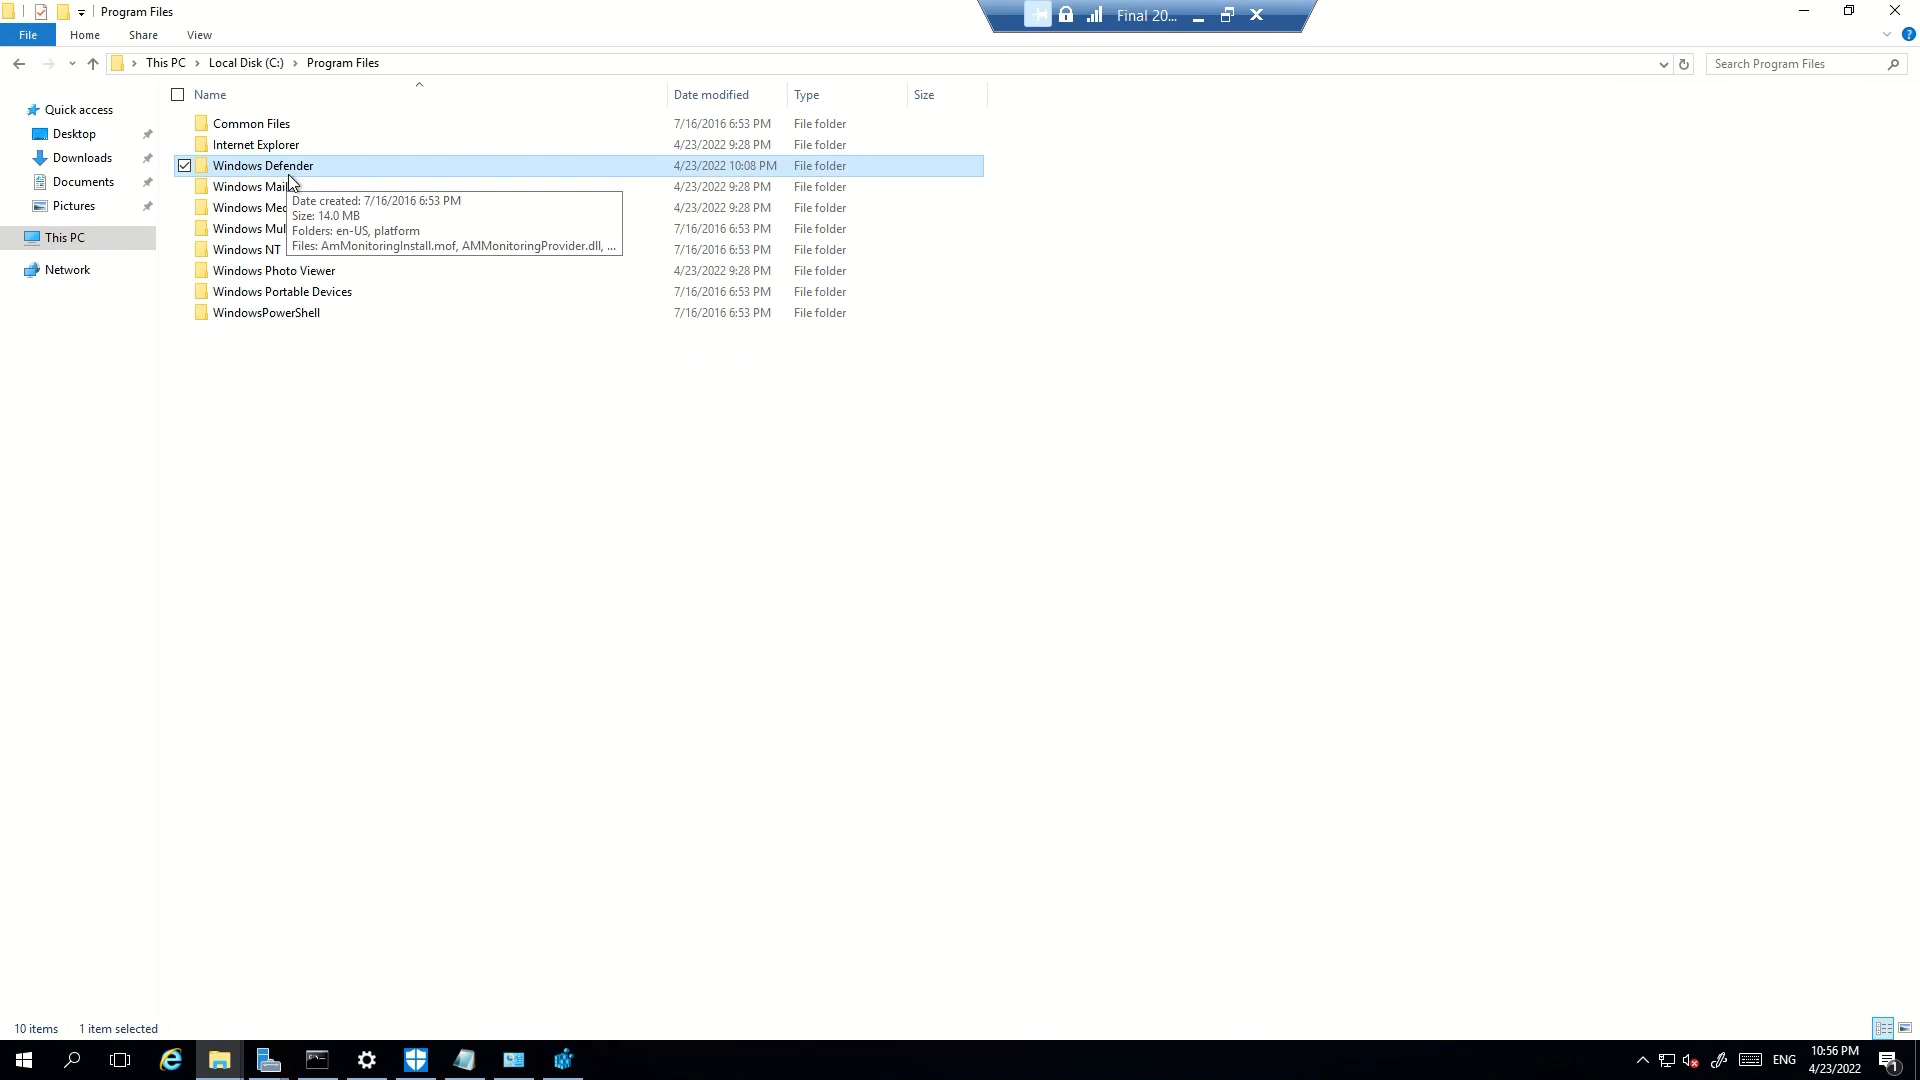 Program Files
Final 20...
File Home Share View
This PC Local Disk (C:) Program Files
Search Program Files
Name Date modified Type Size
Quick access
Desktop
Downloads
Documents
Pictures
This PC
Network
Common Files 7/16/2016 6:53 PM File folder
Internet Explorer 4/23/2022 9:28 PM File folder
Windows Defender 4/23/2022 10:08 PM File folder
Windows Mail 4/23/2022 9:28 PM File folder
Windows Med 4/23/2022 9:28 PM File folder
Windows Mul 7/16/2016 6:53 PM File folder
Windows NT 7/16/2016 6:53 PM File folder
Windows Photo Viewer 4/23/2022 9:28 PM File folder
Windows Portable Devices 7/16/2016 6:53 PM File folder
WindowsPowerShell 7/16/2016 6:53 PM File folder
Date created: 7/16/2016 6:53 PM
Size: 14.0 MB
Folders: en-US, platform
Files: AmMonitoringInstall.mof, AMMonitoringProvider.dll, ...
10 items 1 item selected
ENG
10:56 PM
4/23/2022
1